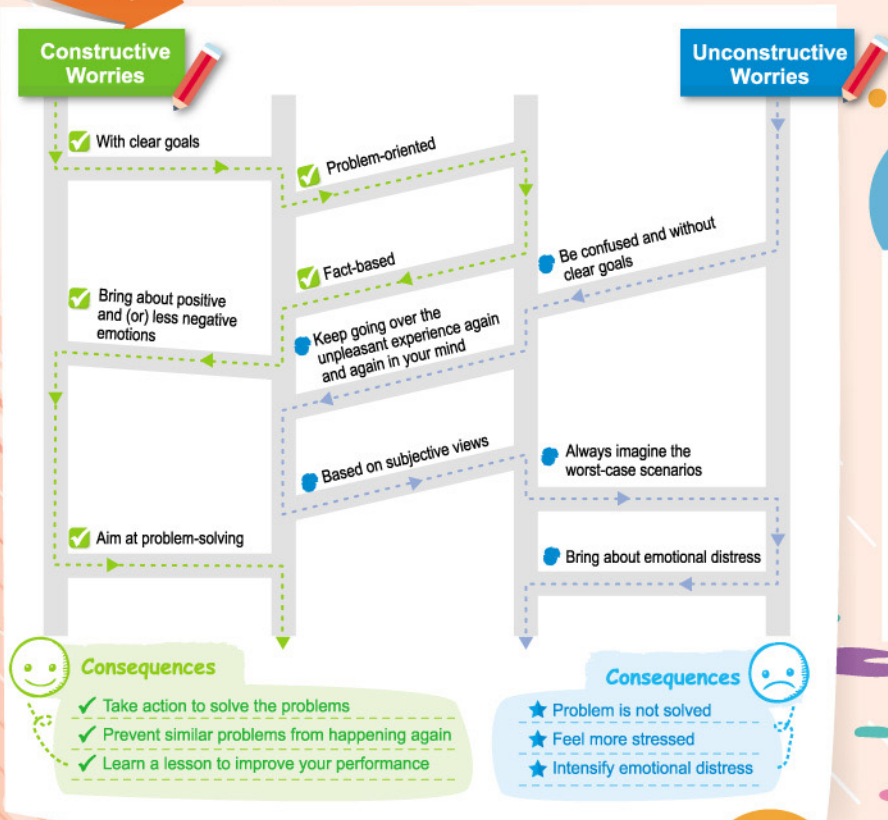 Constructive
Worries
Unconstructive
Worries
With clear goals
Problem-oriented
Fact-based
Be confused and without
clear goals
Bring about positive
and (or) less negative
emotions
Keep going over the
unpleasant experience again
and again in your mind
Based on subjective views
Always imagine the
worst-case scenarios
Aim at problem-solving
Bring about emotional distress
Consequences
Take action to solve the problems
Prevent similar problems from happening again
Learn a lesson to improve your performance
Consequences
Problem is not solved
Feel more stressed
Intensify emotional distress